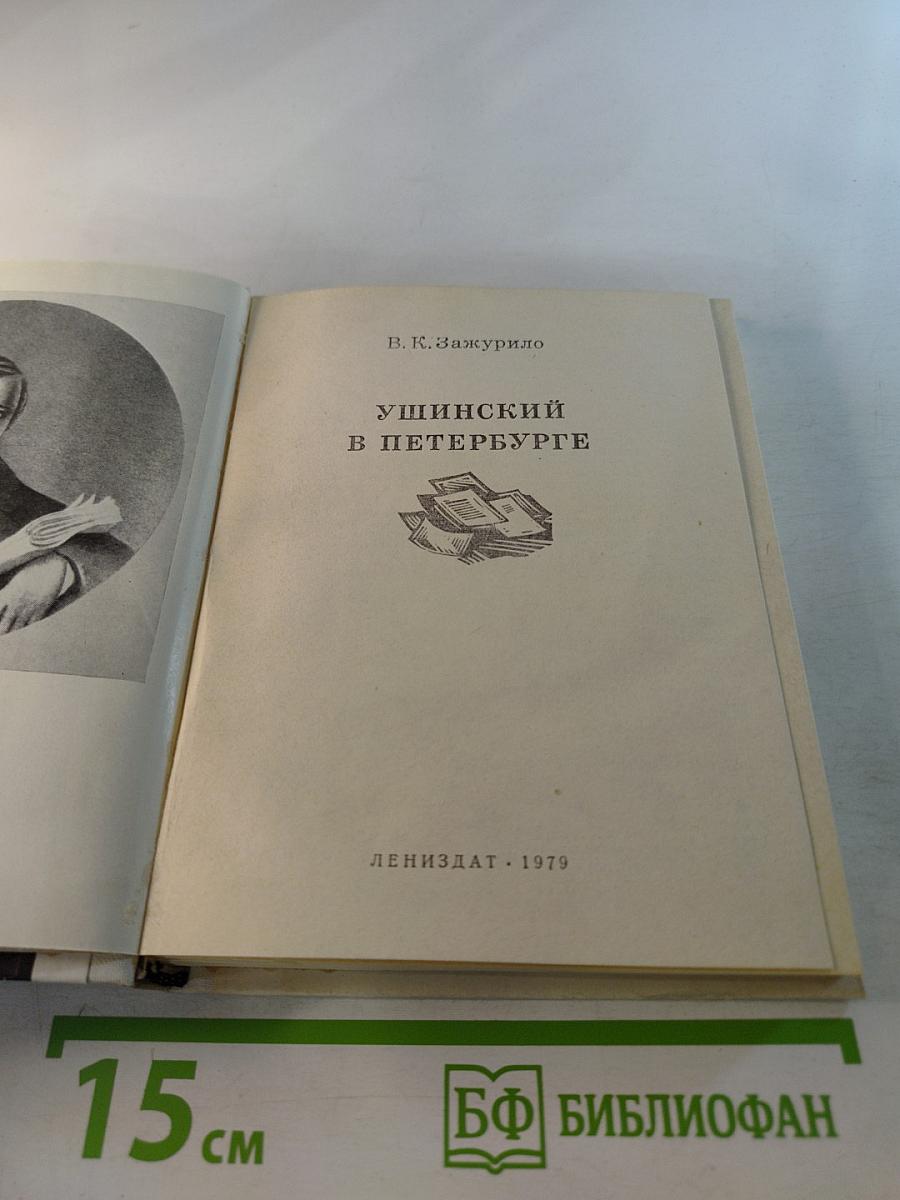 В. К. Зажурило
УШИНСКИЙ
В ПЕТЕРБУРГЕ
ЛЕНИЗДАТ · 1979
15 см
БФ БИБЛИОФАН